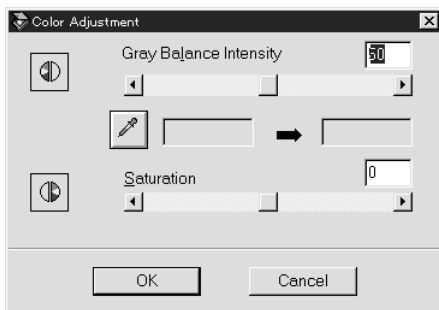 Color Adjustment
Gray Balance Intensity
50
Saturation
0
OK
Cancel